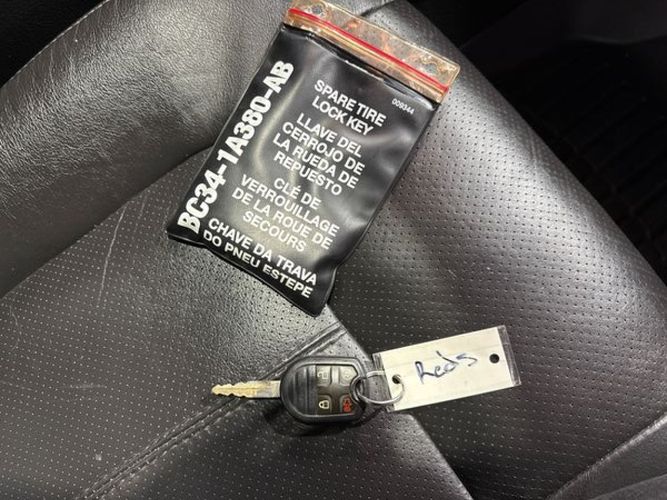 BC34-1A380-AB
SPARE TIRE
LOCK KEY
009344
LLAVE DEL
CERROJO DE
LA RUEDA DE
REPUESTO
CLÉ DE
VERROUILLAGE
DE LA ROUE DE
SECOURS
CHAVE DA TRAVA
DO PNEU ESTEPE
Reds